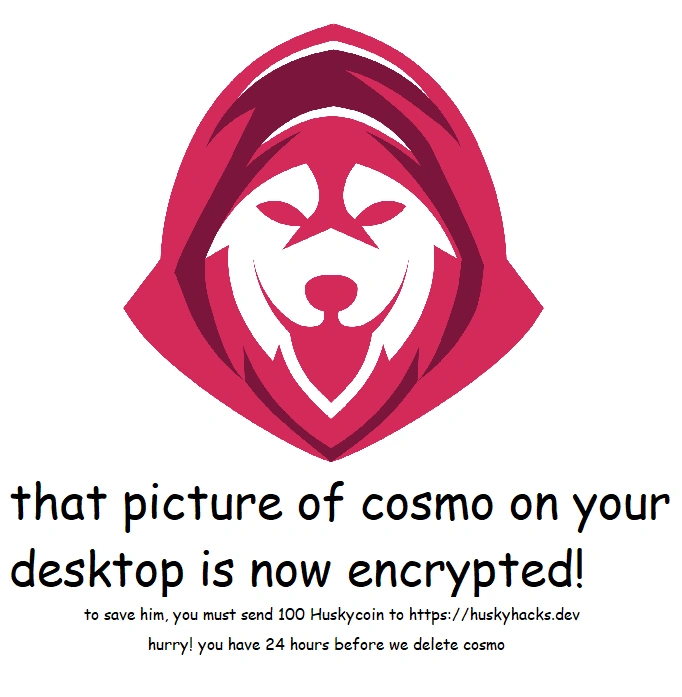 that picture of cosmo on your
desktop is now encrypted!
to save him, you must send 100 Huskycoin to https://huskyhacks.dev
hurry! you have 24 hours before we delete cosmo